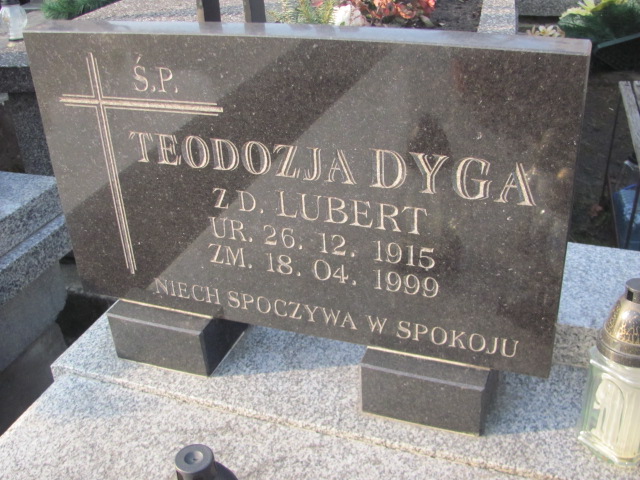 Ś.P.
TEODOZJA DYGA
Z D. LUBERT
UR. 26. 12. 1915
ZM. 18. 04. 1999
NIECH SPOCZYWA W SPOKOJU